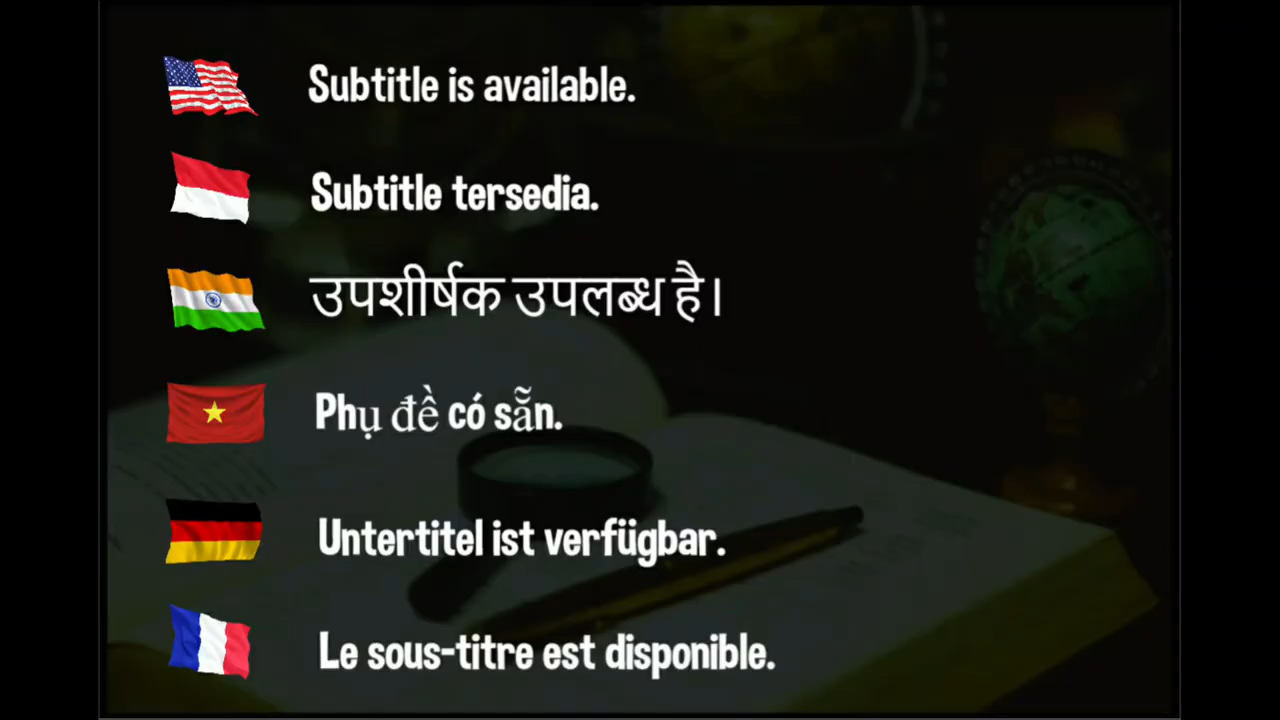 Subtitle is available.
Subtitle tersedia.
उपशीर्षक उपलब्ध है।
Phụ đề có sẵn.
Untertitel ist verfügbar.
Le sous-titre est disponible.